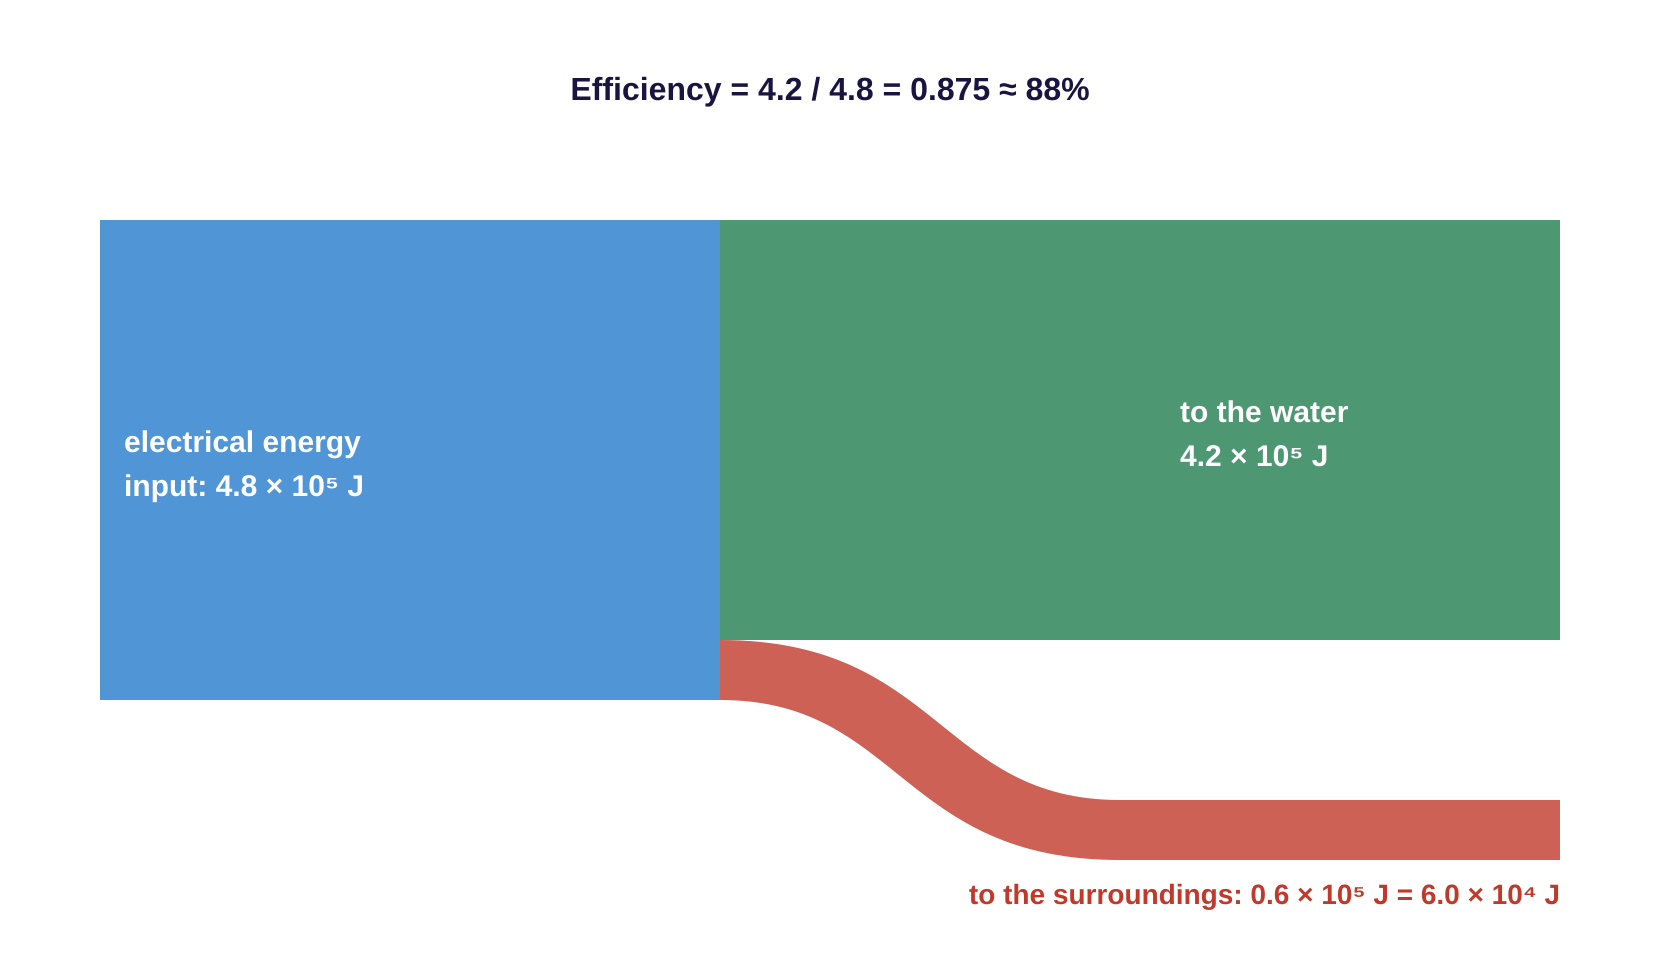 Efficiency = 4.2 / 4.8 = 0.875 ≈ 88%
electrical energy
input: 4.8 × 10⁵ J
to the water
4.2 × 10⁵ J
to the surroundings: 0.6 × 10⁵ J = 6.0 × 10⁴ J